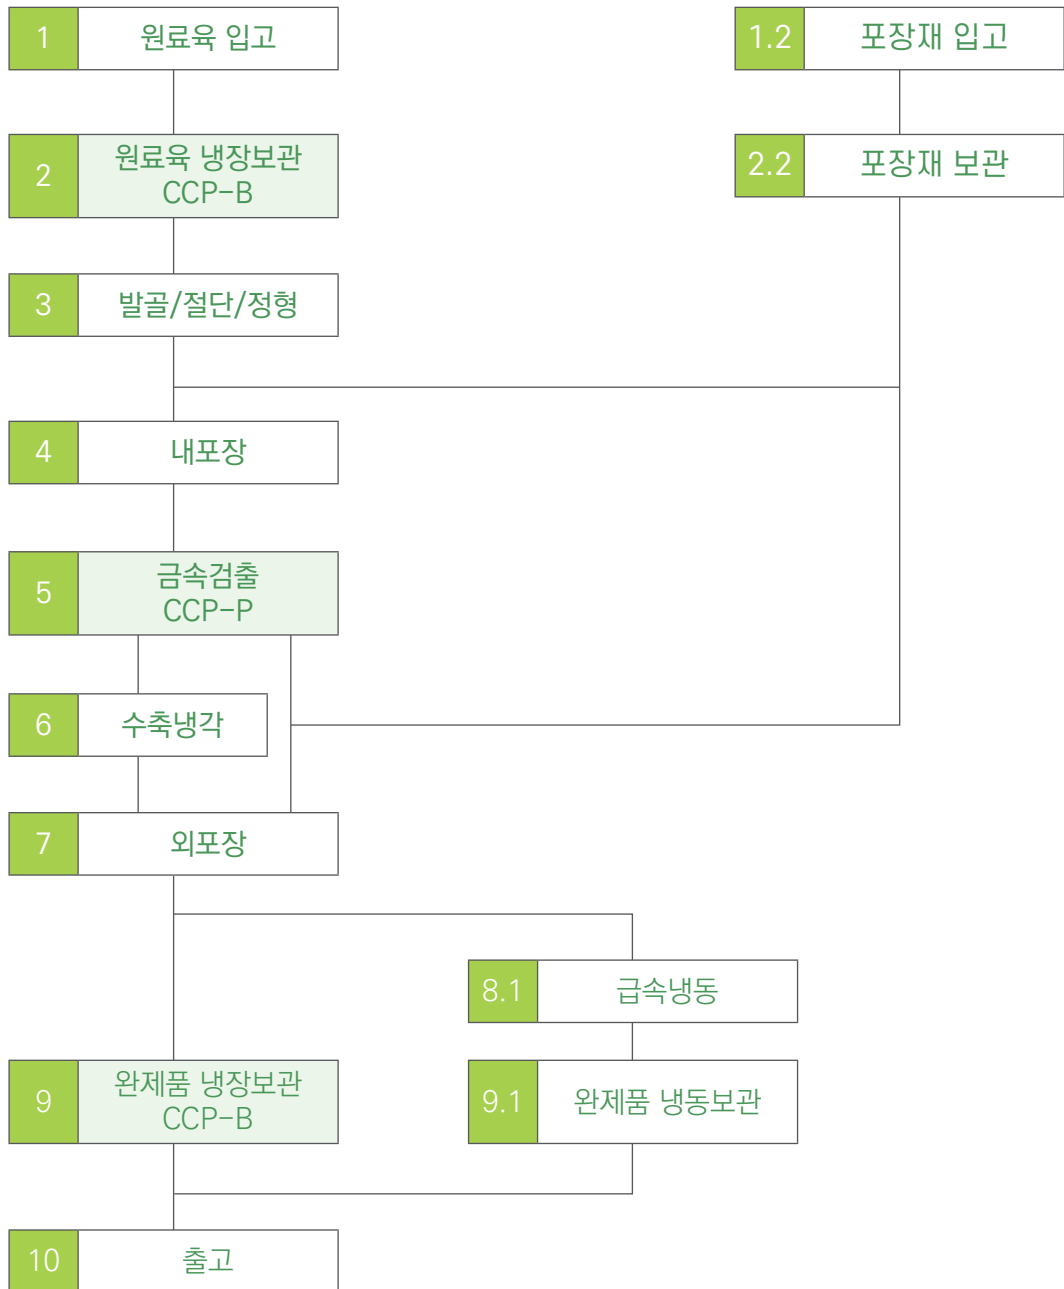 1 원료육 입고
1.2 포장재 입고
2 원료육 냉장보관
CCP-B
2.2 포장재 보관
3 발골/절단/정형
4 내포장
5 금속검출
CCP-P
6 수축냉각
7 외포장
8.1 급속냉동
9 완제품 냉장보관
CCP-B
9.1 완제품 냉동보관
10 출고